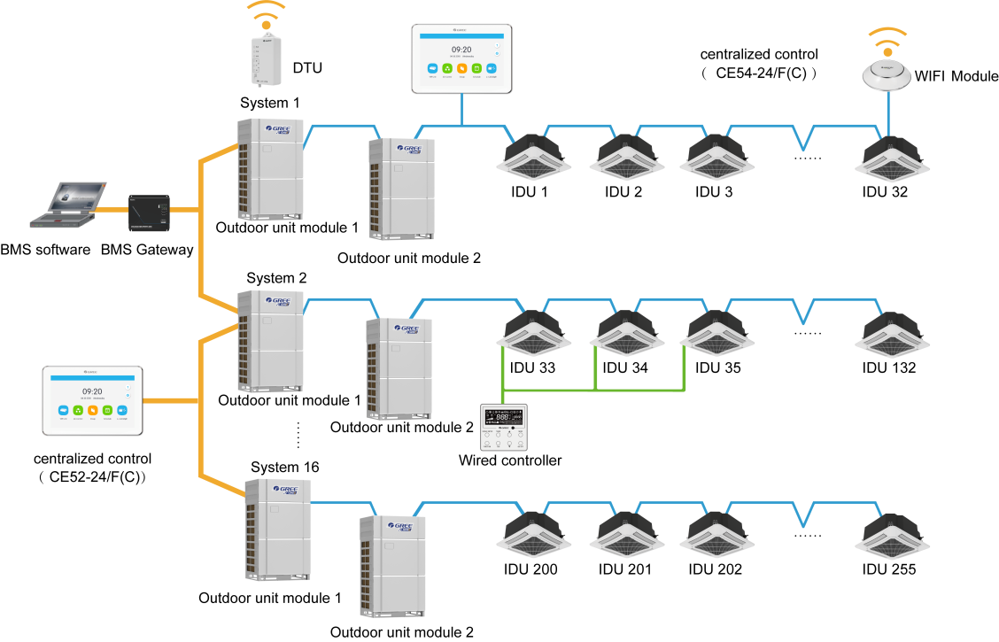 DTU
09:20
centralized control
( CE54-24/F(C) )
WIFI Module
System 1
GREE
GREE
IDU 1
IDU 2
IDU 3
......
IDU 32
Outdoor unit module 1
Outdoor unit module 2
BMS software
BMS Gateway
System 2
GREE
GREE
IDU 33
IDU 34
IDU 35
......
IDU 132
Outdoor unit module 1
Outdoor unit module 2
09:20
centralized control
( CE52-24/F(C))
Wired controller
System 16
GREE
GREE
IDU 200
IDU 201
IDU 202
......
IDU 255
Outdoor unit module 1
Outdoor unit module 2